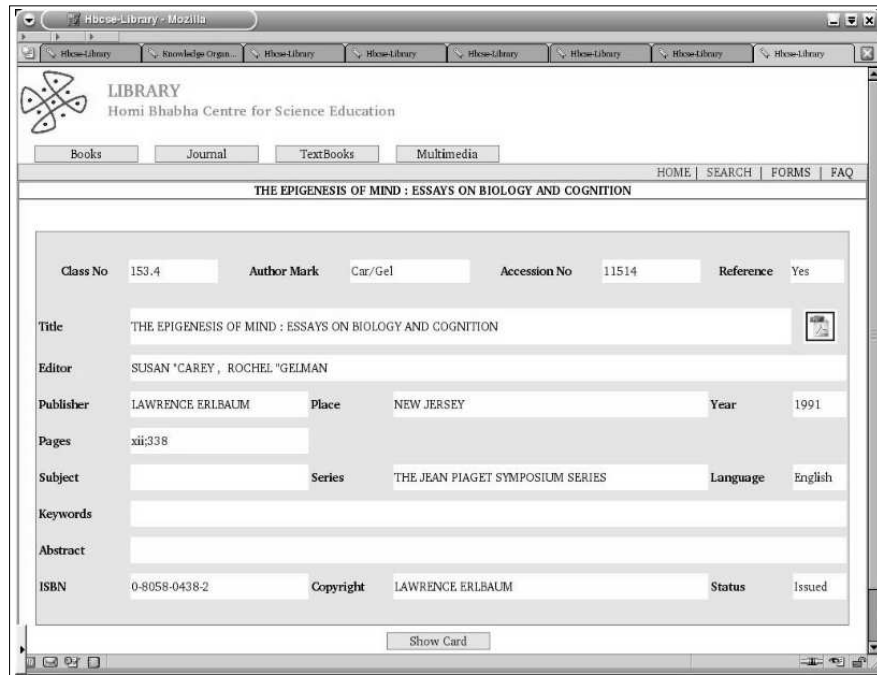 Hbcse-Library - Mozilla
Hbcse-Library Knowledge Organ... Hbcse-Library Hbcse-Library Hbcse-Library Hbcse-Library Hbcse-Library Hbcse-Library
LIBRARY
Homi Bhabha Centre for Science Education
Books Journal TextBooks Multimedia
HOME | SEARCH | FORMS | FAQ
THE EPIGENESIS OF MIND : ESSAYS ON BIOLOGY AND COGNITION
Class No 153.4 Author Mark Car/Gel Accession No 11514 Reference Yes
Title THE EPIGENESIS OF MIND : ESSAYS ON BIOLOGY AND COGNITION
Editor SUSAN "CAREY , ROCHEL "GELMAN
Publisher LAWRENCE ERLBAUM Place NEW JERSEY Year 1991
Pages xii;338
Subject Series THE JEAN PIAGET SYMPOSIUM SERIES Language English
Keywords
Abstract
ISBN 0-8058-0438-2 Copyright LAWRENCE ERLBAUM Status Issued
Show Card